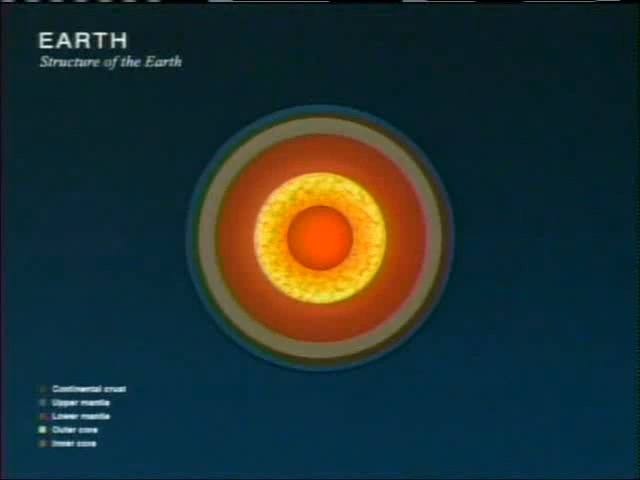 EARTH
Structure of the Earth
Continental crust
Upper mantle
Lower mantle
Outer core
Inner core